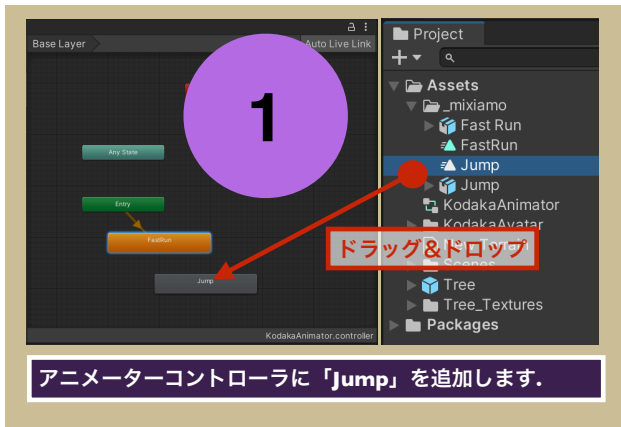 Base Layer
Auto Live Link
1
Any State
Entry
FastRun
Jump
KodakaAnimator.controller
Project
Assets
_mixiamo
Fast Run
FastRun
Jump
Jump
KodakaAnimator
KodakaAvatar
ドラッグ&ドロップ
New Terrain
Scenes
Tree
Tree_Textures
Packages
アニメーターコントローラに「Jump」を追加します.